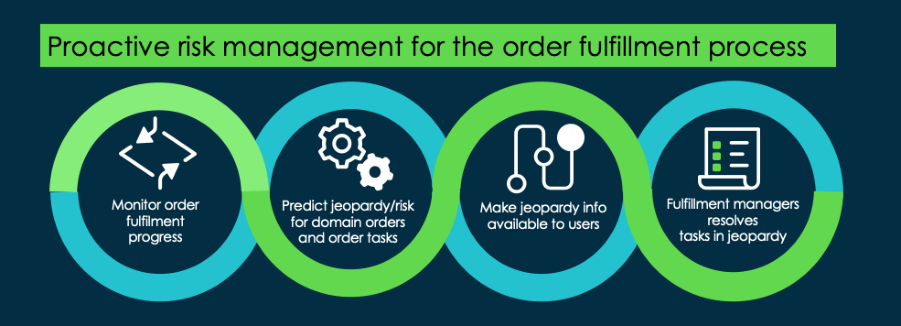 Proactive risk management for the order fulfillment process
Monitor order
fulfilment
progress
Predict jeopardy/risk
for domain orders
and order tasks
Make jeopardy info
available to users
Fulfillment managers
resolves
tasks in jeopardy